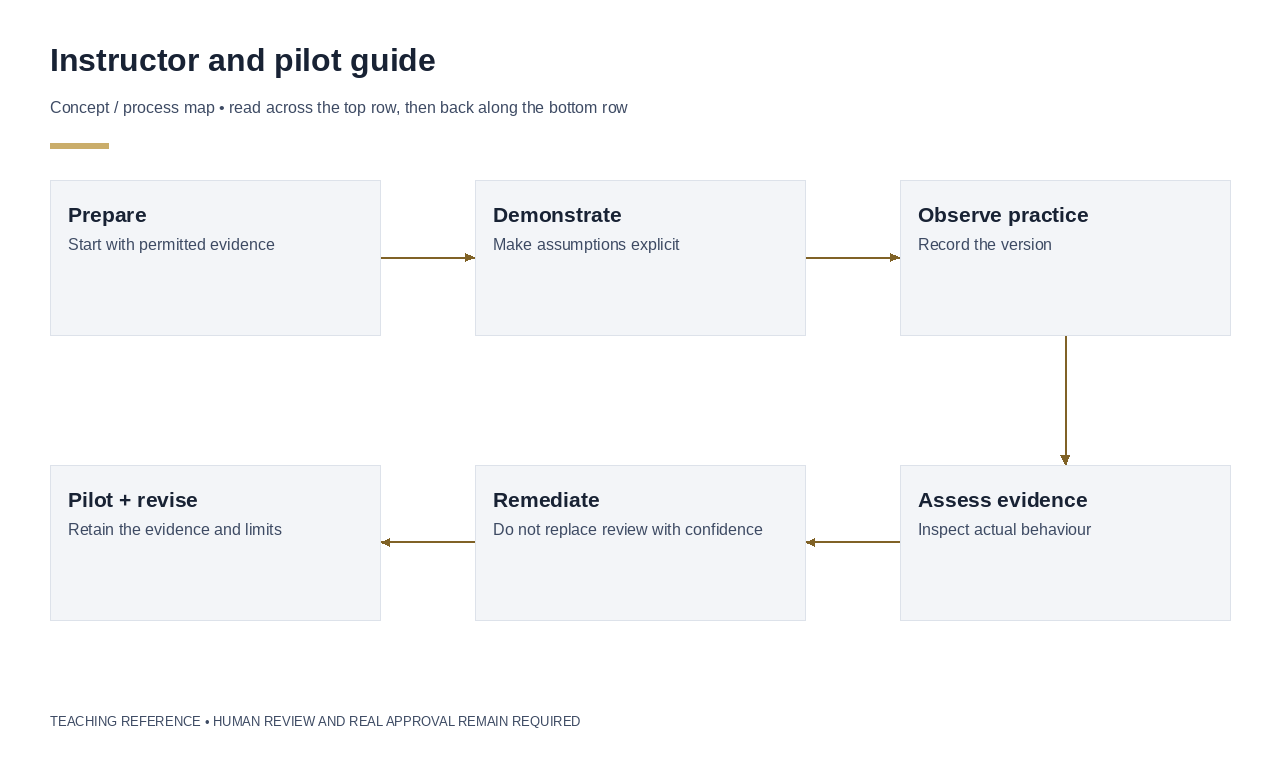 Instructor and pilot guide
Concept / process map • read across the top row, then back along the bottom row
Prepare
Start with permitted evidence
Demonstrate
Make assumptions explicit
Observe practice
Record the version
Assess evidence
Inspect actual behaviour
Remediate
Do not replace review with confidence
Pilot + revise
Retain the evidence and limits
TEACHING REFERENCE • HUMAN REVIEW AND REAL APPROVAL REMAIN REQUIRED